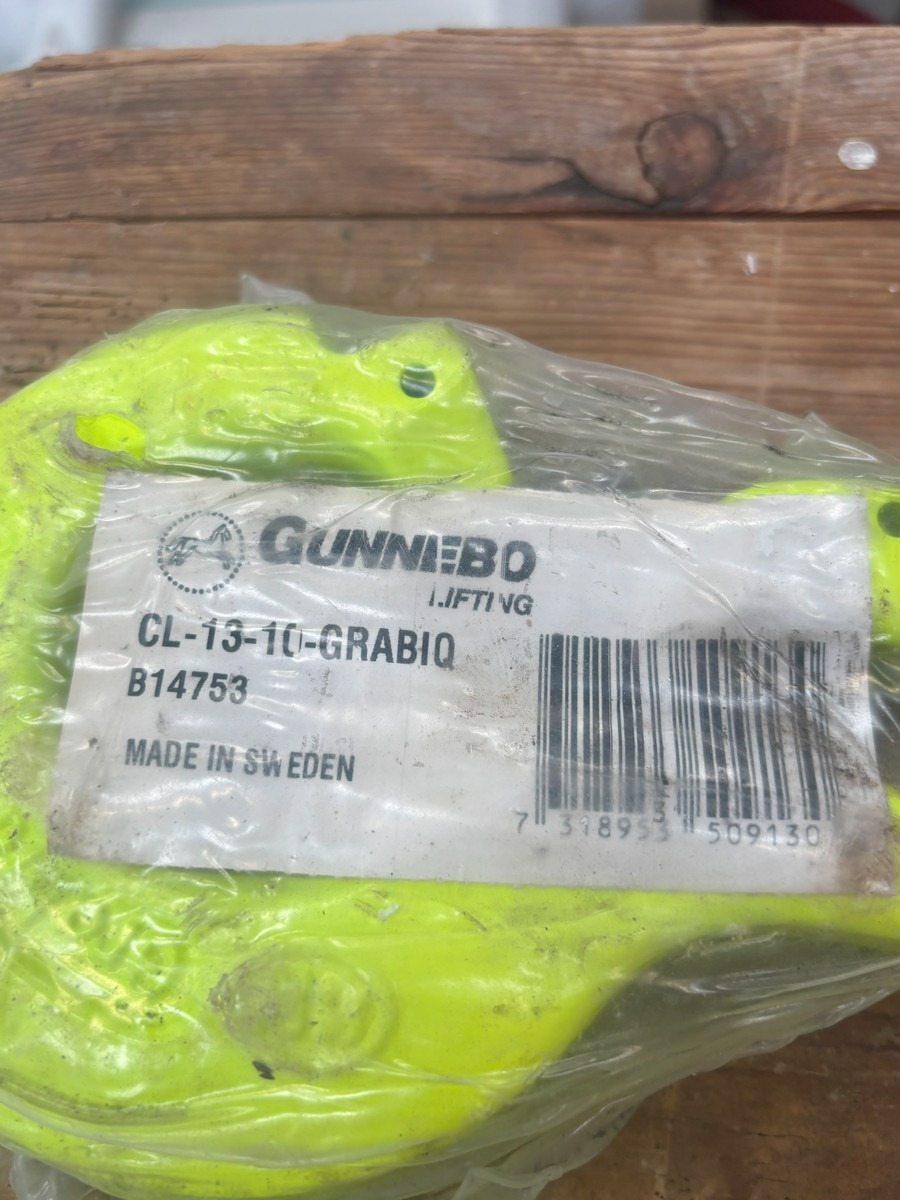 GUNNEBO
LIFTING
CL-13-10-GRABIQ
B14753
MADE IN SWEDEN
7 318953 509130